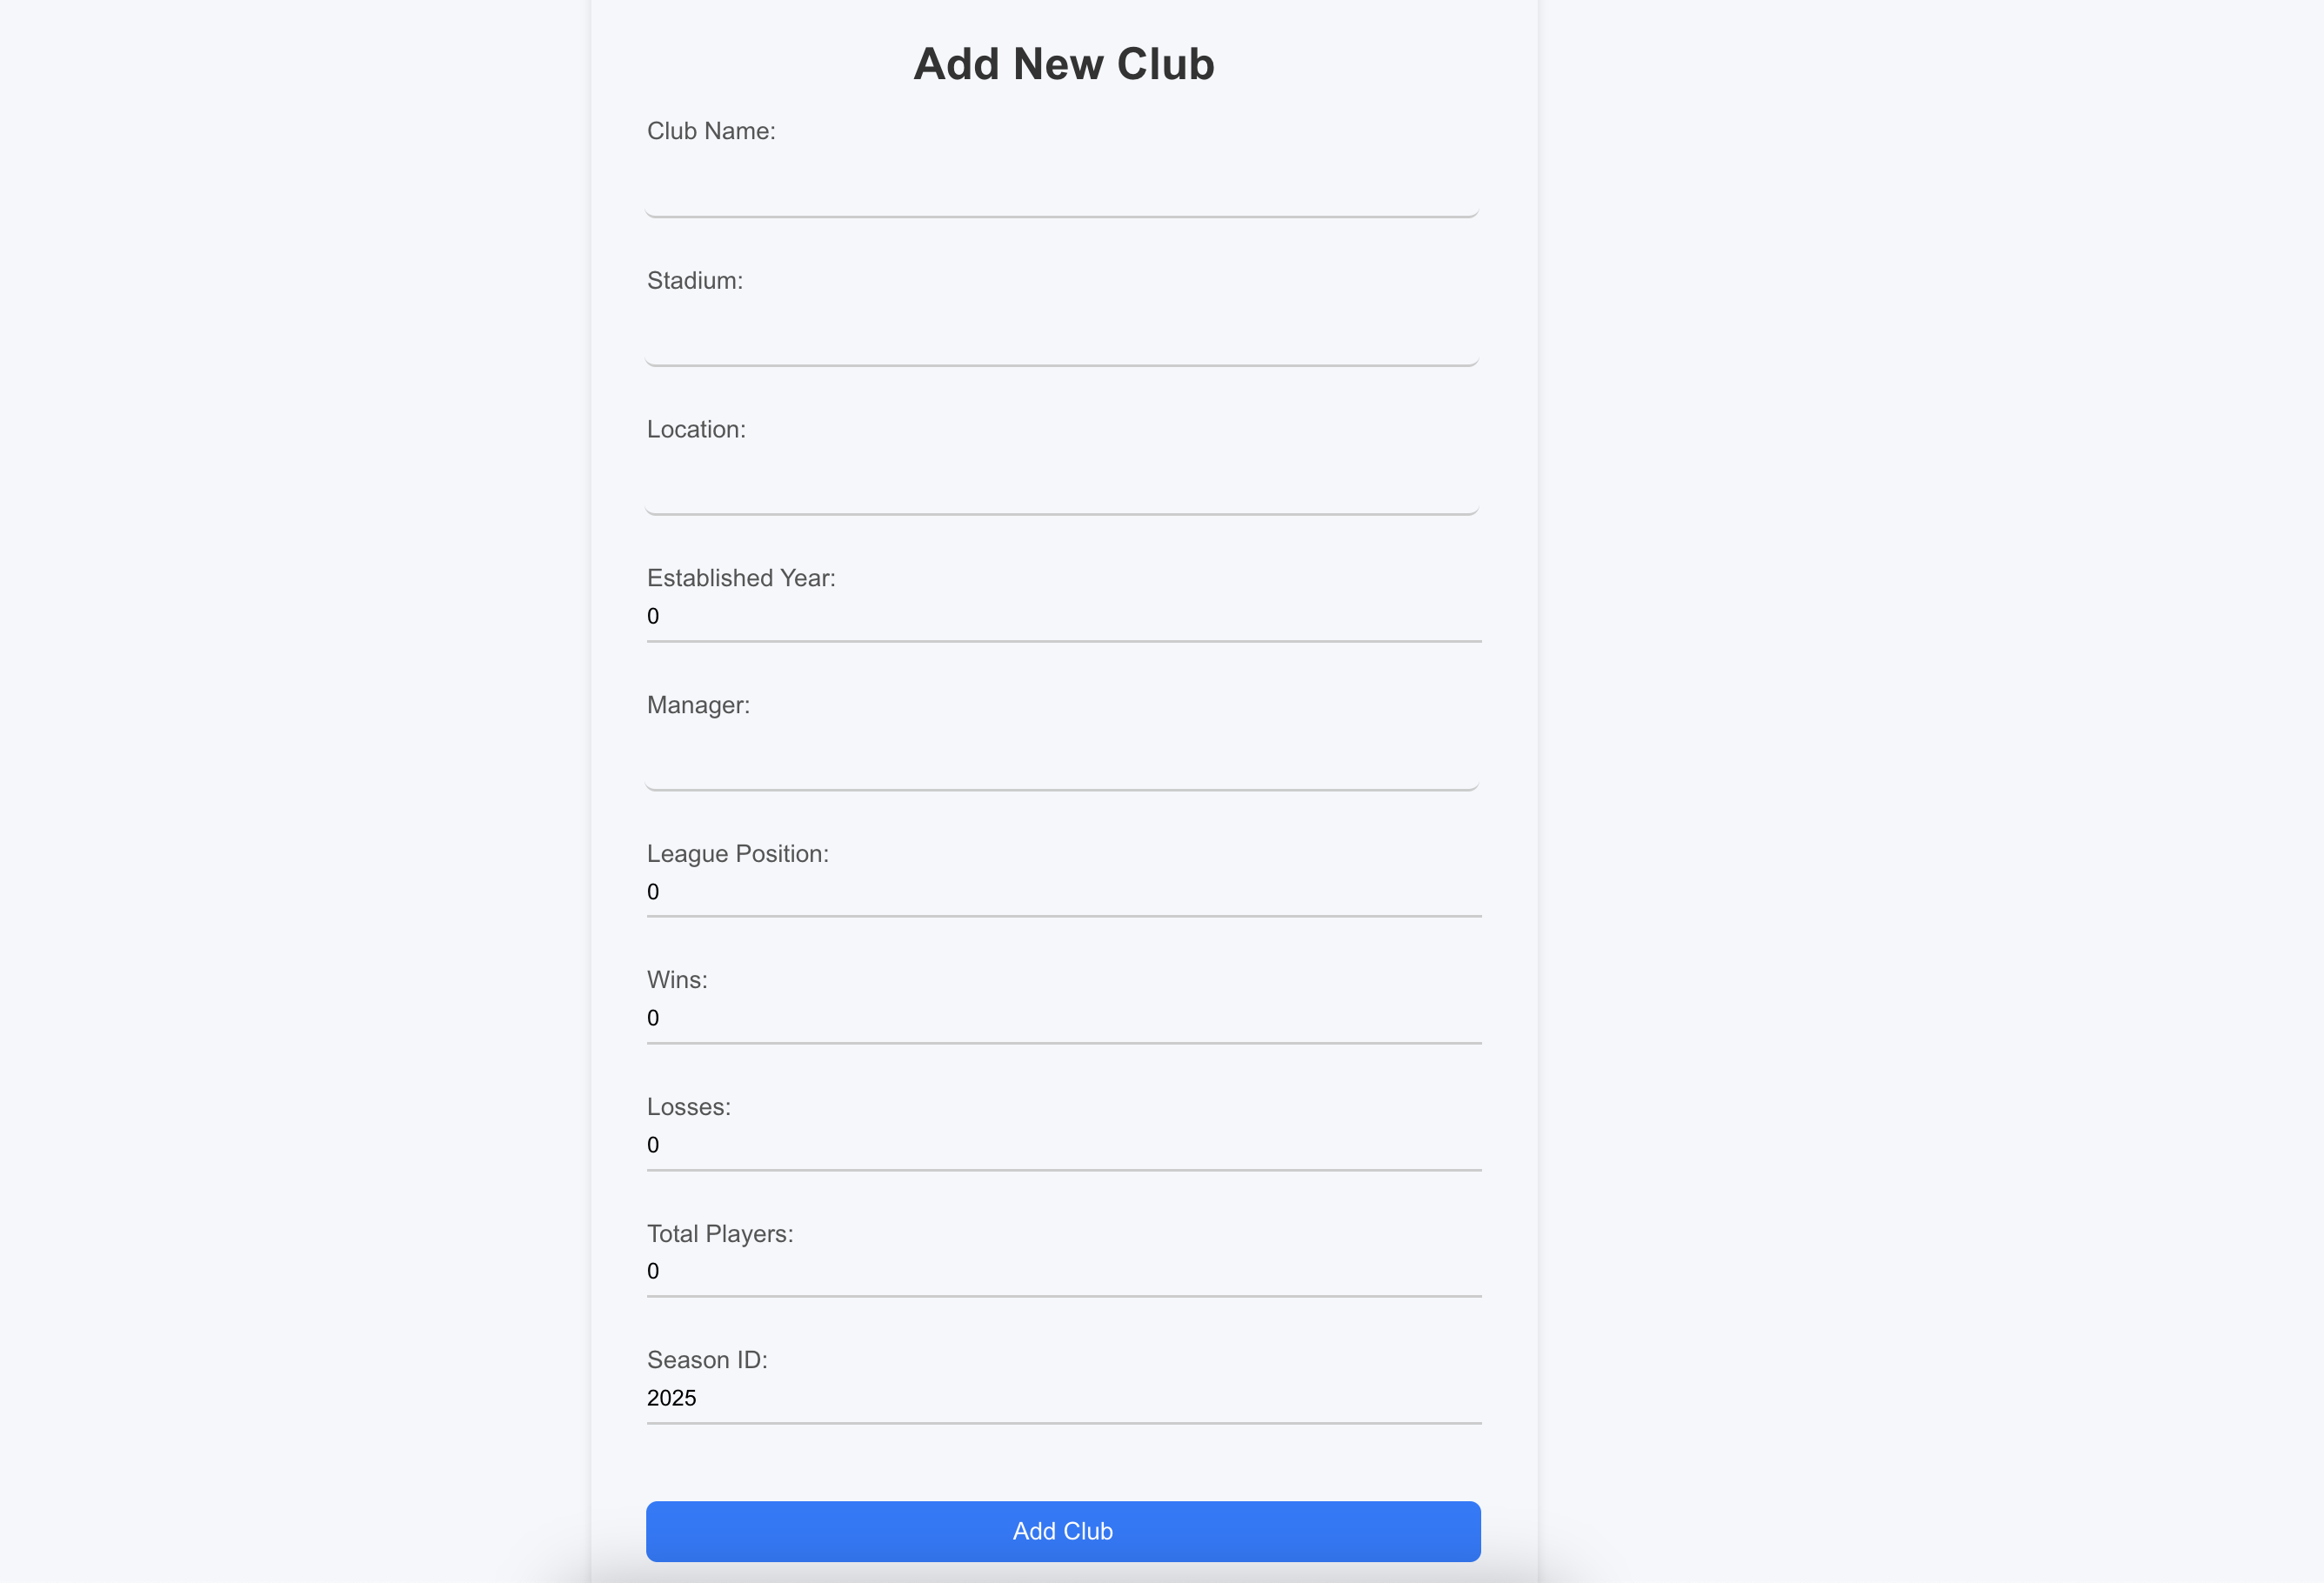 Add New Club
Club Name:
Stadium:
Location:
Established Year:
0
Manager:
League Position:
0
Wins:
0
Losses:
0
Total Players:
0
Season ID:
2025
Add Club